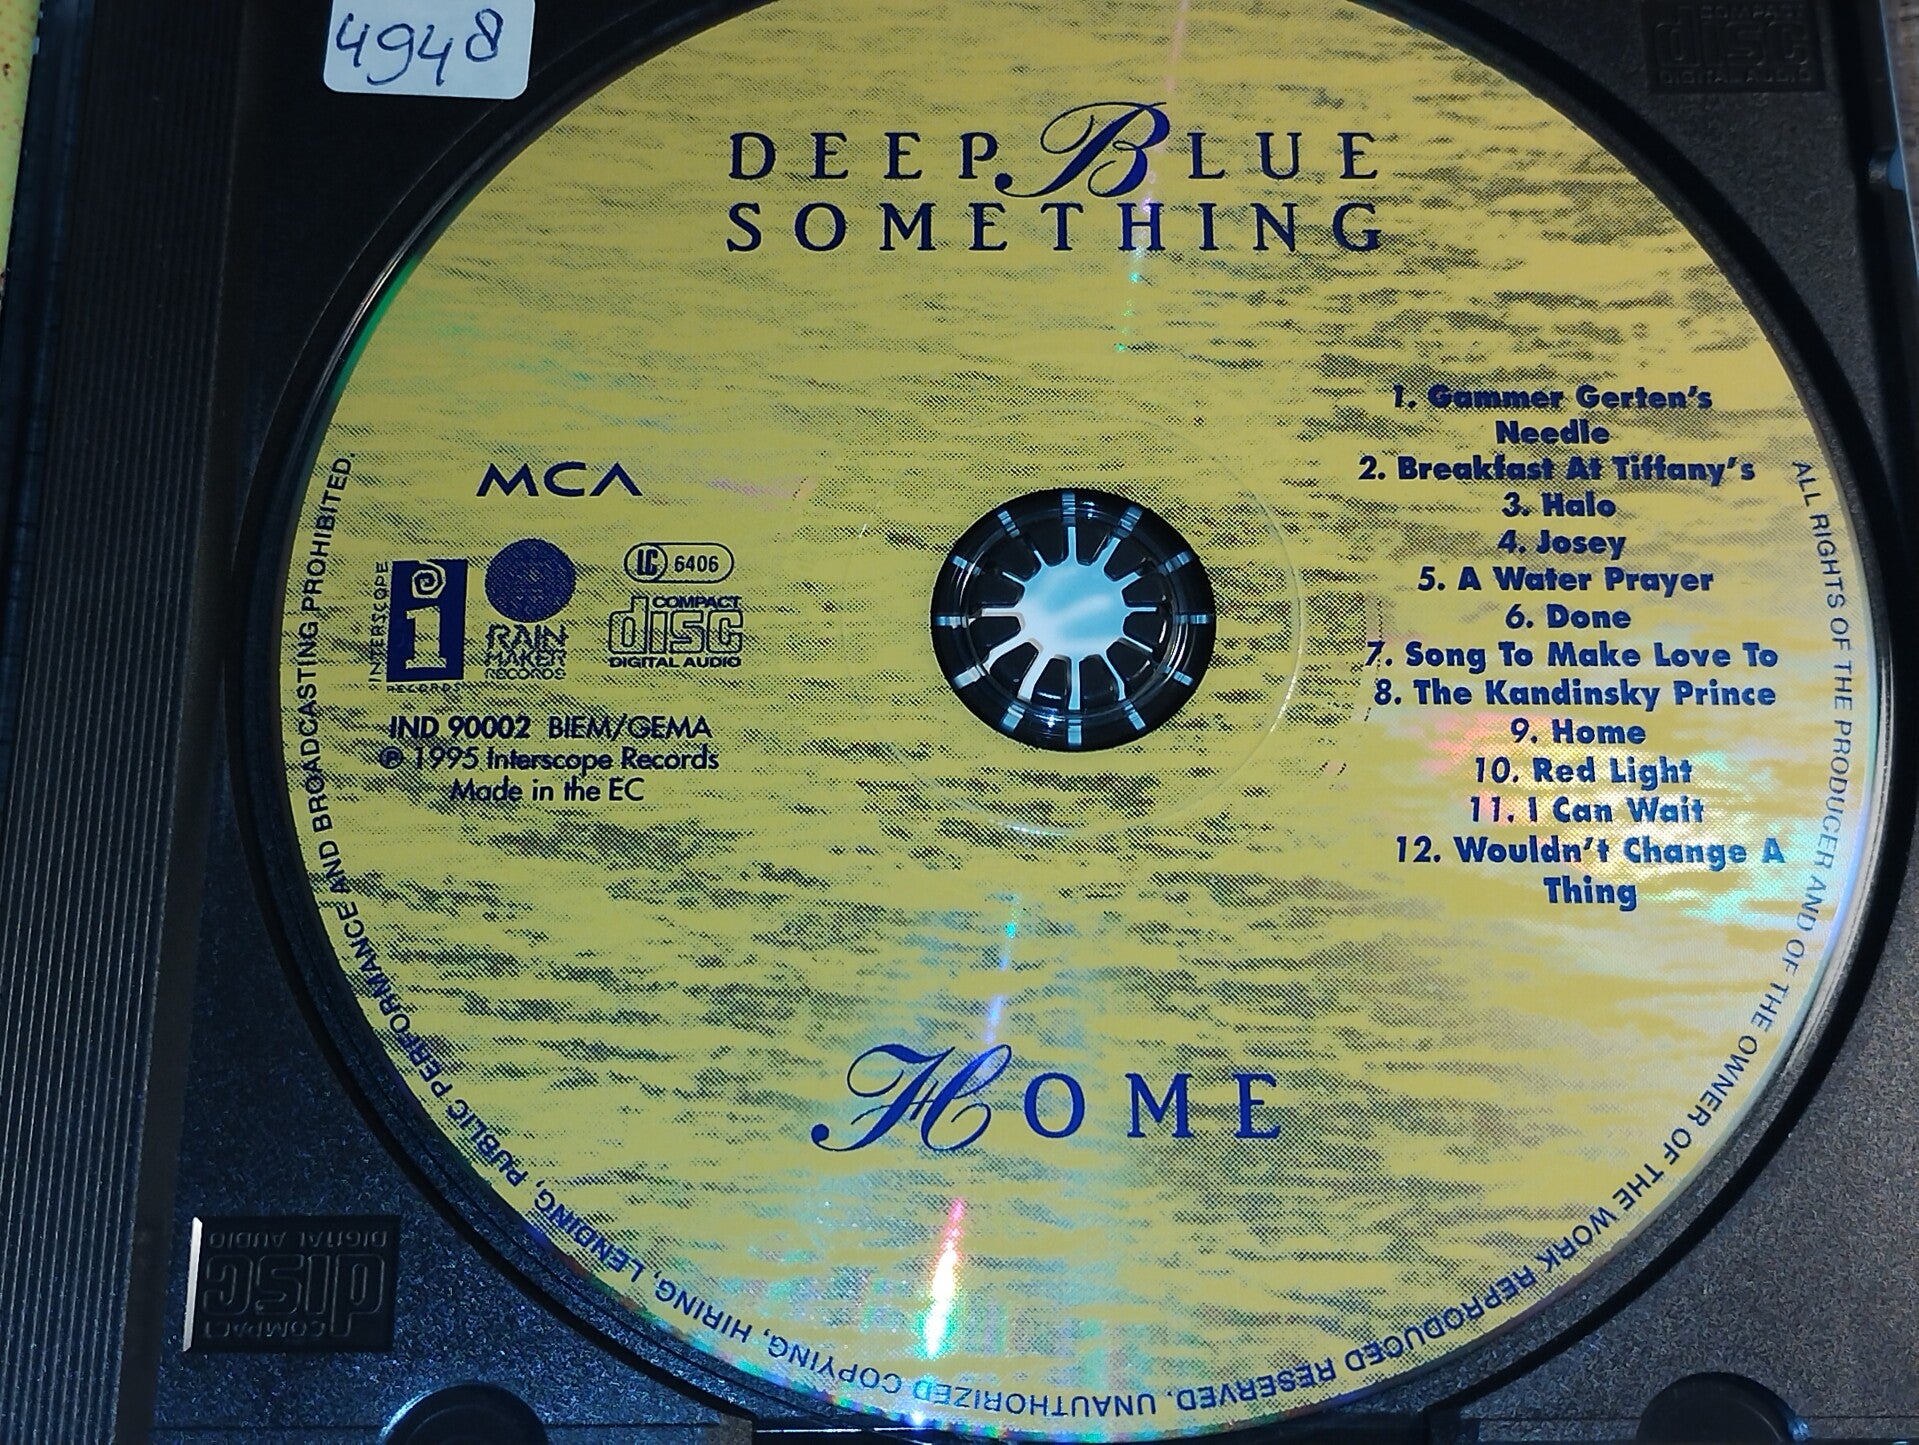 4948
DEEP BLUE
SOMETHING
MCA
INTERSCOPE
RECORDS
RAIN
MAKER
RECORDS
LC 6406
COMPACT
disc
DIGITAL AUDIO
IND 90002 BIEM/GEMA
℗ 1995 Interscope Records
Made in the EC
1. Gammer Gerten's
Needle
2. Breakfast At Tiffany's
3. Halo
4. Josey
5. A Water Prayer
6. Done
7. Song To Make Love To
8. The Kandinsky Prince
9. Home
10. Red Light
11. I Can Wait
12. Wouldn't Change A
Thing
HOME
ALL RIGHTS OF THE PRODUCER AND OF THE OWNER OF THE WORK REPRODUCED RESERVED. UNAUTHORIZED COPYING, HIRING, LENDING, PUBLIC PERFORMANCE AND BROADCASTING PROHIBITED.
COMPACT
disc
DIGITAL AUDIO
COMPACT
disc
DIGITAL AUDIO